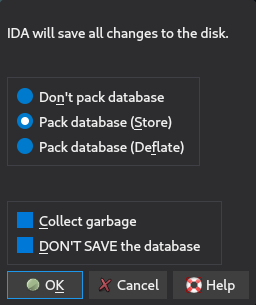 IDA will save all changes to the disk.
Don't pack database
Pack database (Store)
Pack database (Deflate)
Collect garbage
DON'T SAVE the database
OK Cancel Help